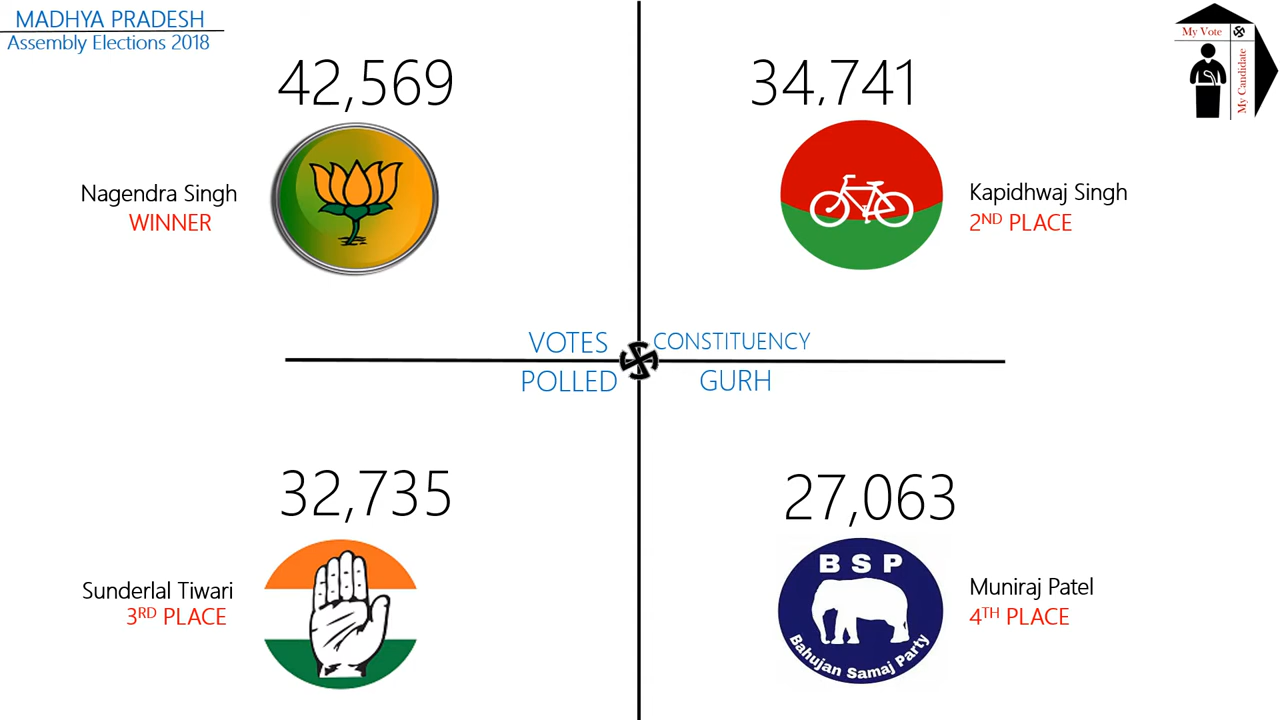 MADHYA PRADESH
Assembly Elections 2018
My Vote
My Candidate
42,569
Nagendra Singh
WINNER
34,741
Kapidhwaj Singh
2ND PLACE
VOTES
POLLED
CONSTITUENCY
GURH
32,735
Sunderlal Tiwari
3RD PLACE
27,063
BSP
Bahujan Samaj Party
Muniraj Patel
4TH PLACE